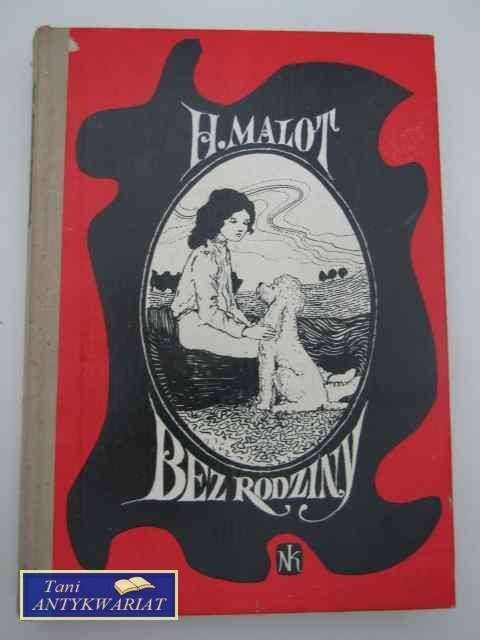 H. MALOT
BEZ RODZINY
NK
Tani
ANTYKWARIAT